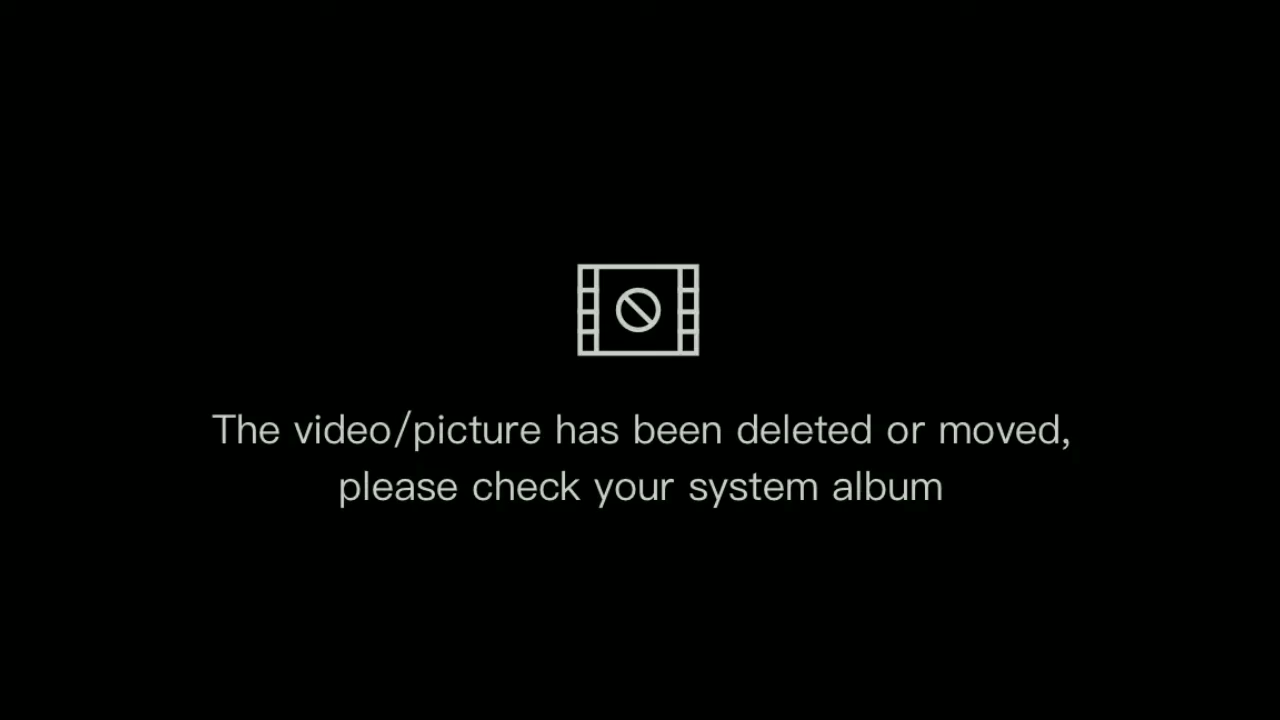 The video/picture has been deleted or moved,
please check your system album